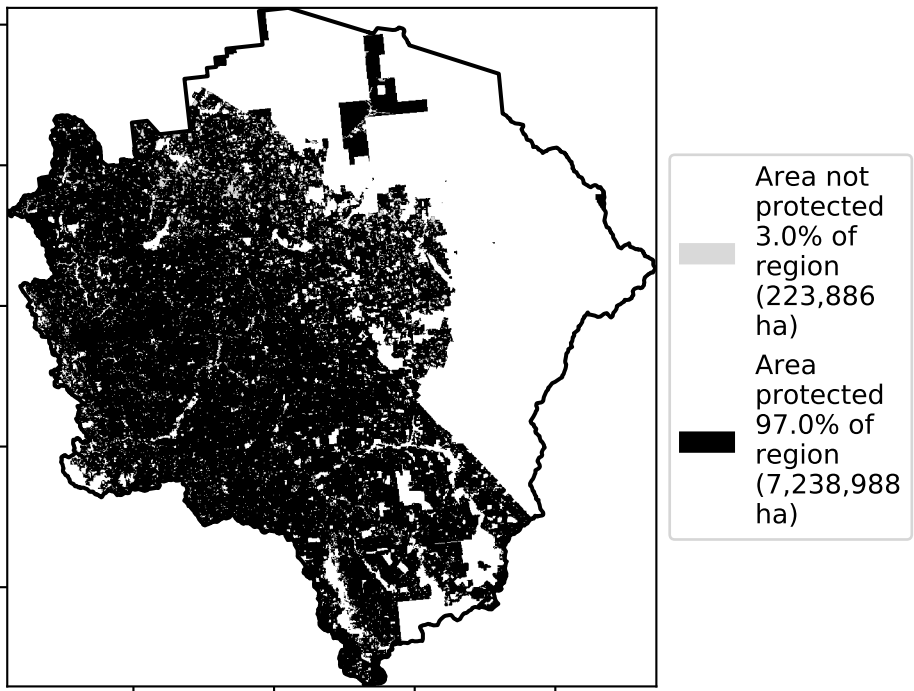 Area not
protected
3.0% of
region
(223,886
ha)
Area
protected
97.0% of
region
(7,238,988
ha)